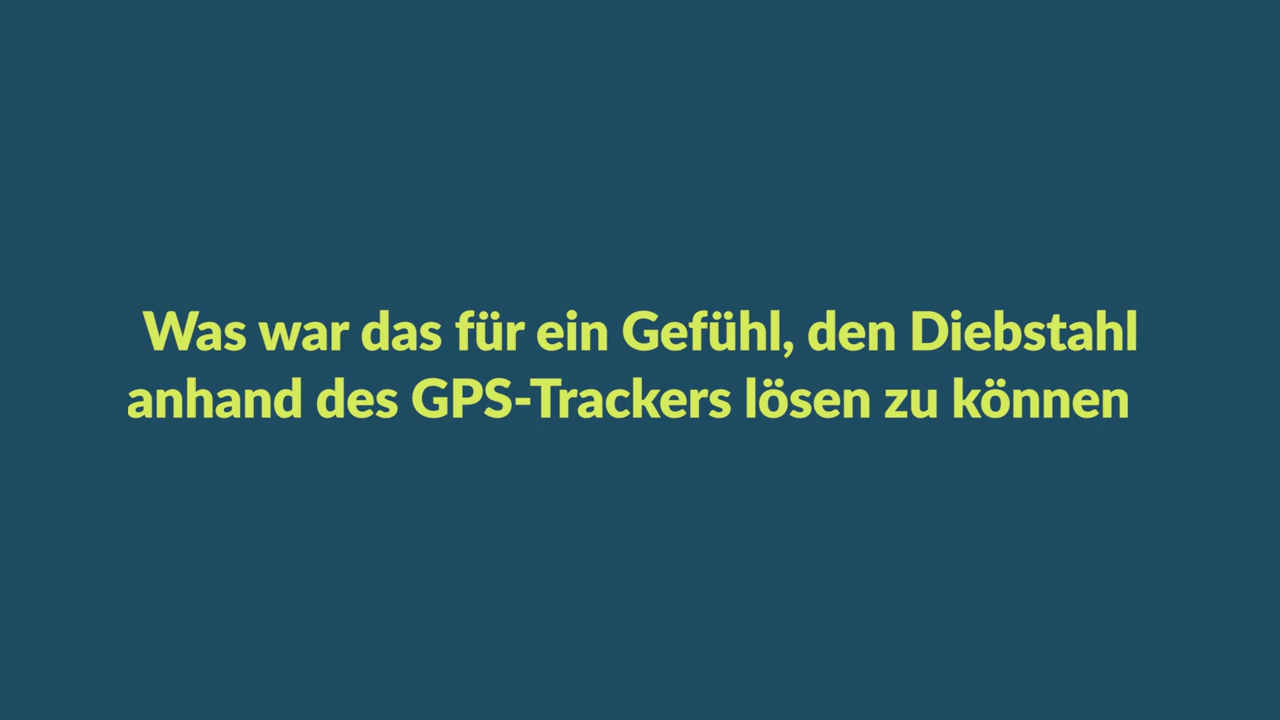 Was war das für ein Gefühl, den Diebstahl
anhand des GPS-Trackers lösen zu können